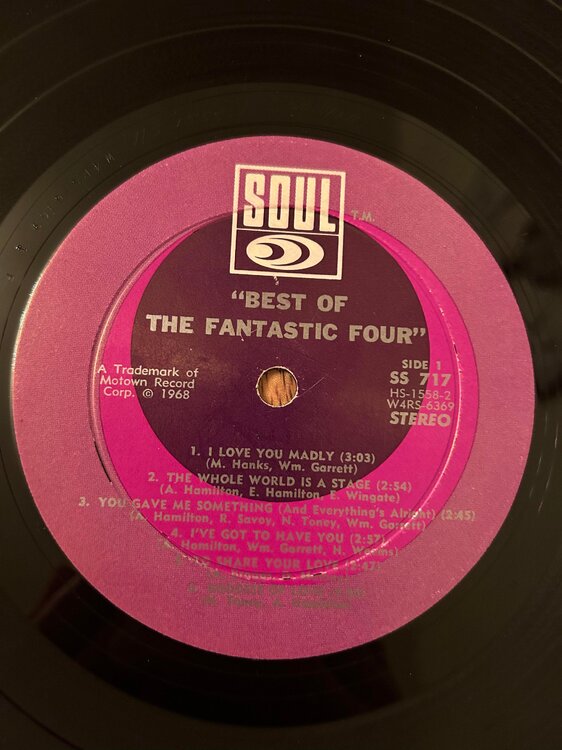 SOUL
T.M.
"BEST OF
THE FANTASTIC FOUR"
A Trademark of
Motown Record
Corp. © 1968
SIDE 1
SS 717
HS-1558-2
W4RS-6369
STEREO
1. I LOVE YOU MADLY (3:03)
(M. Hanks, Wm. Garrett)
2. THE WHOLE WORLD IS A STAGE (2:54)
(A. Hamilton, E. Hamilton, E. Wingate)
3. YOU GAVE ME SOMETHING (And Everything's Alright) (2:45)
(A. Hamilton, R. Savoy, N. Toney, Wm. Garrett)
4. I'VE GOT TO HAVE YOU (2:57)
Hamilton, Wm. Garrett, N.
SHARE YOUR LOVE (2:47)